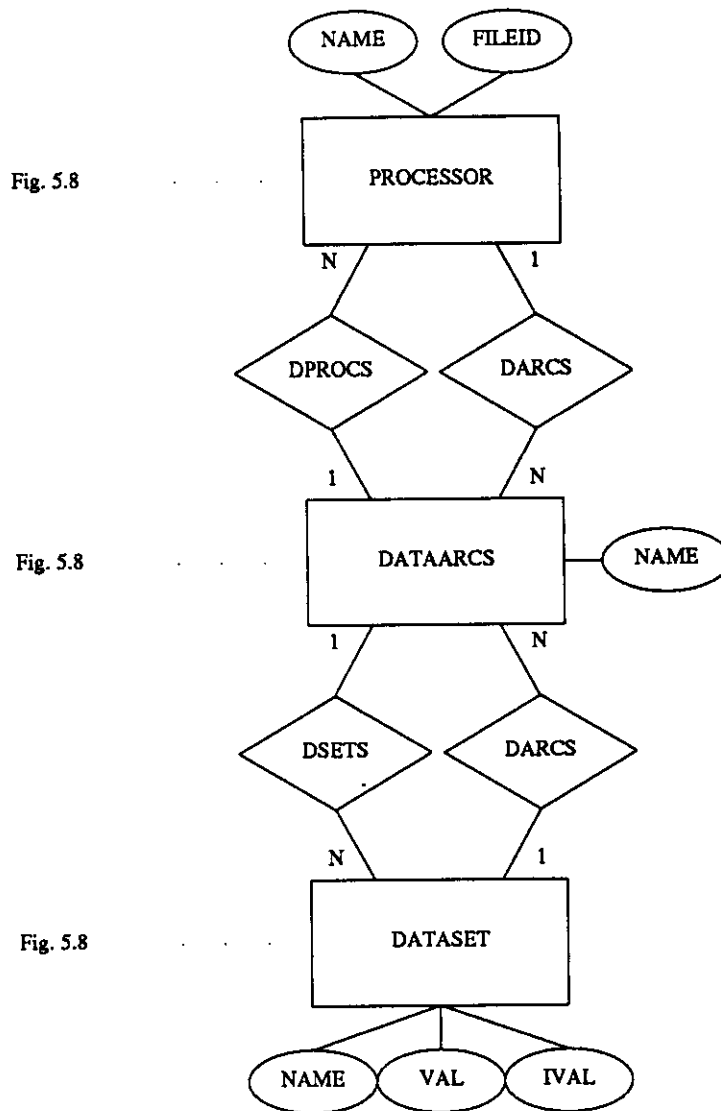 NAME FILEID
Fig. 5.8 . . . PROCESSOR
N 1
DPROCS DARCS
1 N
Fig. 5.8 . . . DATAARCS NAME
1 N
DSETS DARCS
N 1
Fig. 5.8 . . . DATASET
NAME VAL IVAL